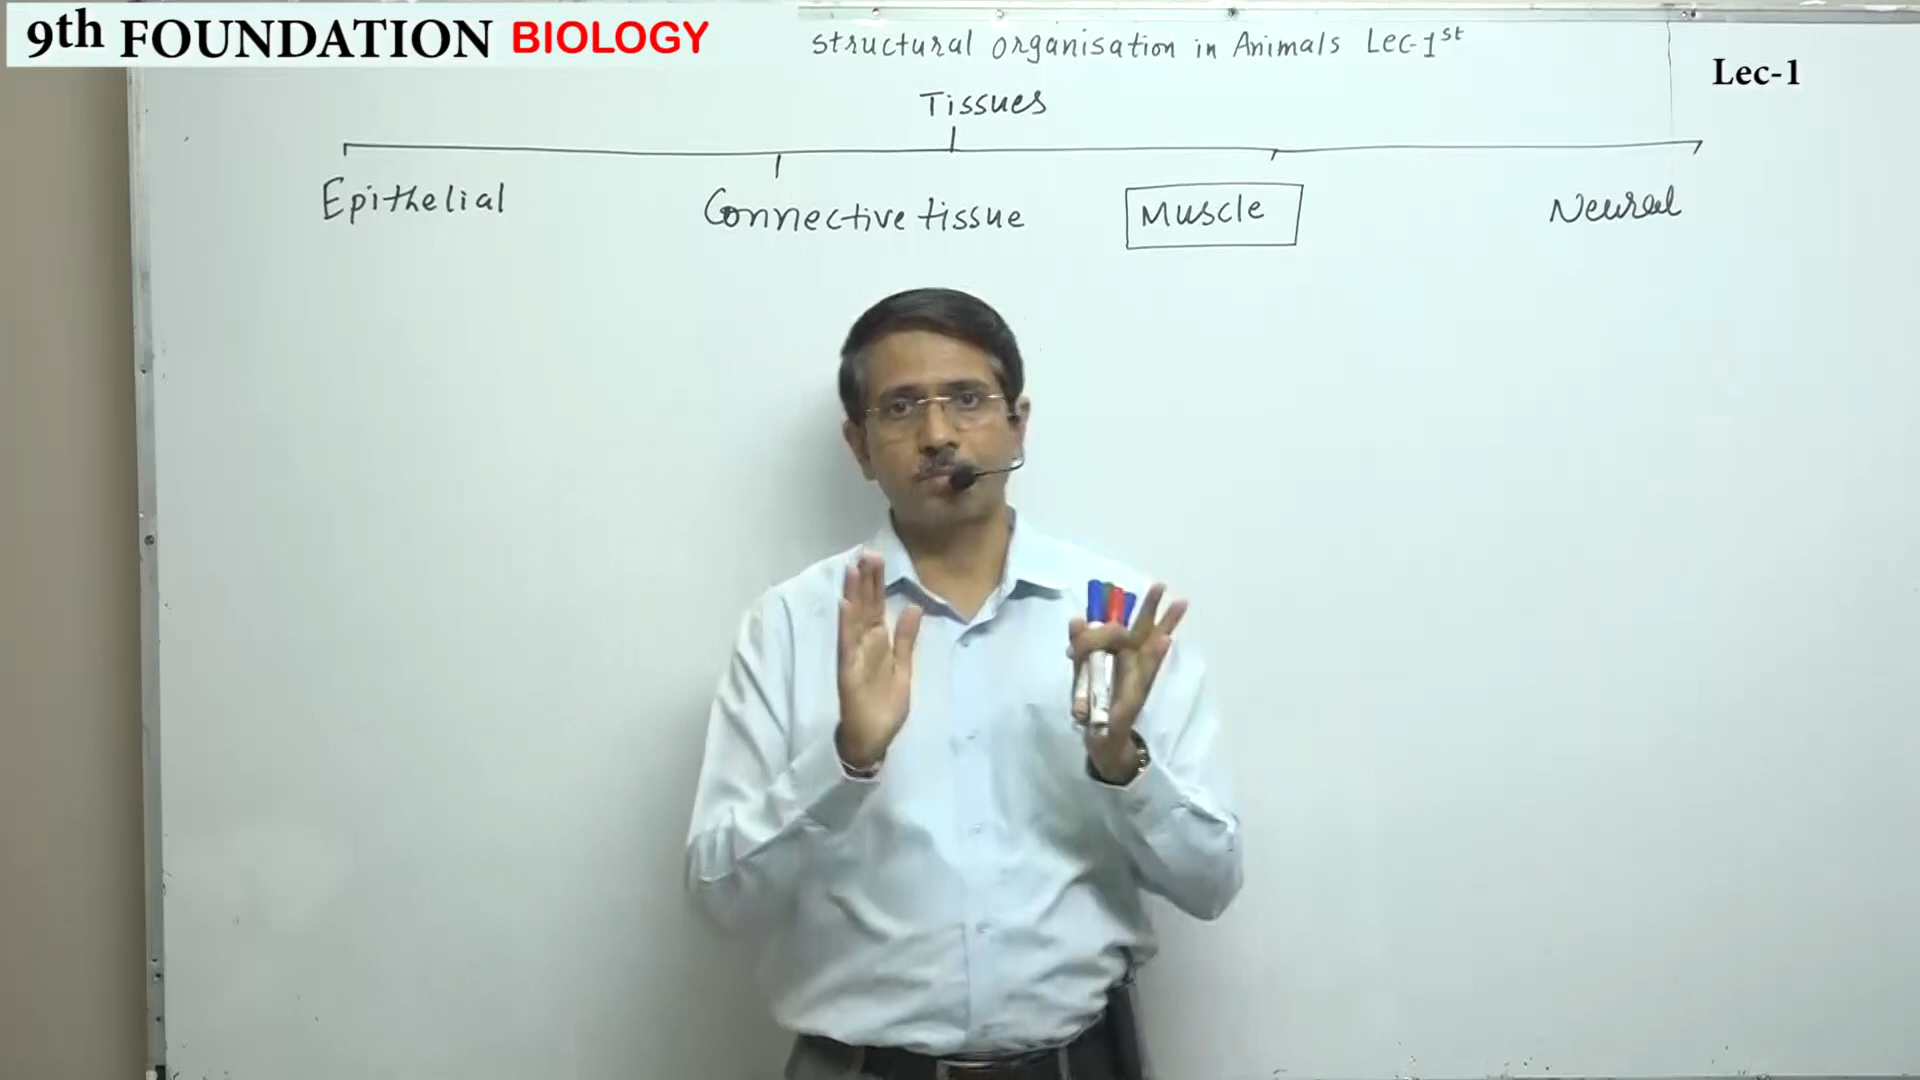 9th FOUNDATION BIOLOGY
structural organisation in Animals Lec-1st
Lec-1
Tissues
Epithelial
Connective tissue
Muscle
Neural